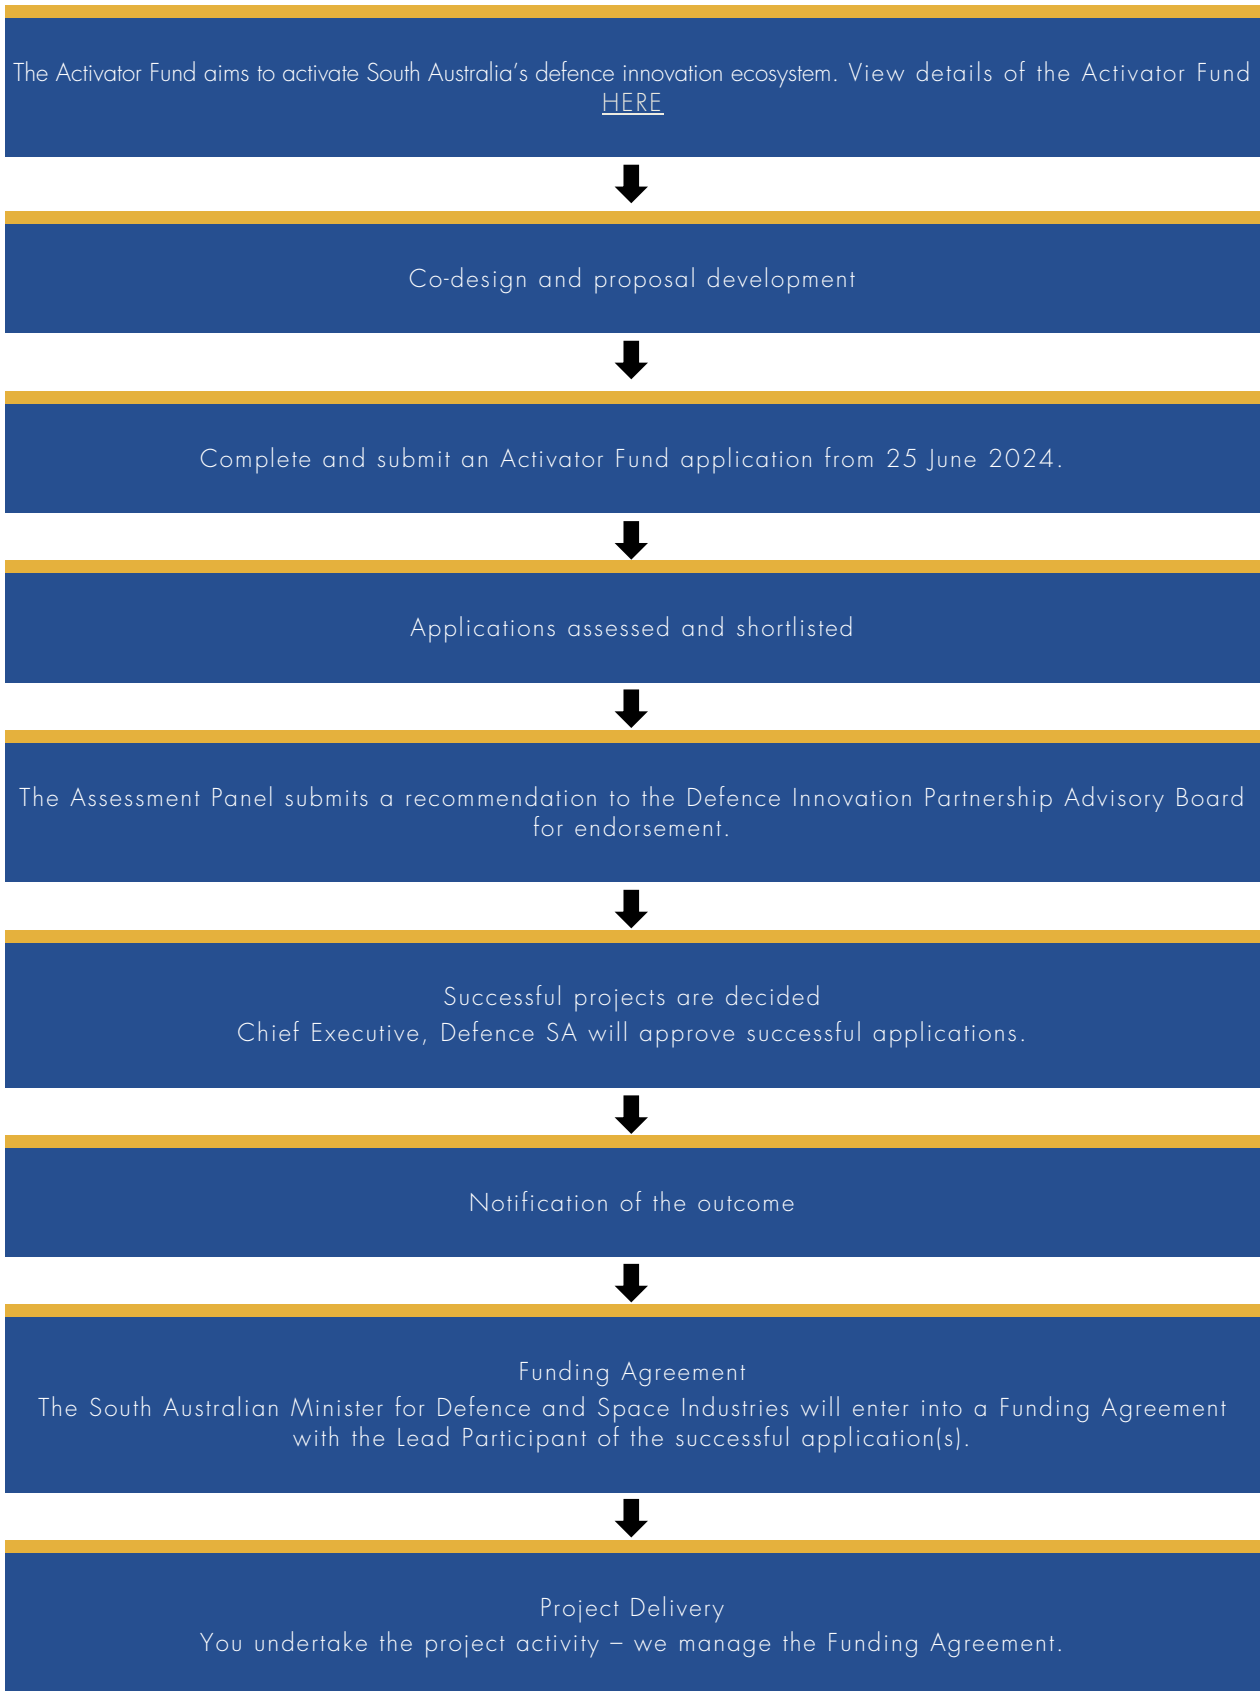 The Activator Fund aims to activate South Australia’s defence innovation ecosystem. View details of the Activator Fund
HERE
Co-design and proposal development
Complete and submit an Activator Fund application from 25 June 2024.
Applications assessed and shortlisted
The Assessment Panel submits a recommendation to the Defence Innovation Partnership Advisory Board
for endorsement.
Successful projects are decided
Chief Executive, Defence SA will approve successful applications.
Notification of the outcome
Funding Agreement
The South Australian Minister for Defence and Space Industries will enter into a Funding Agreement
with the Lead Participant of the successful application(s).
Project Delivery
You undertake the project activity – we manage the Funding Agreement.